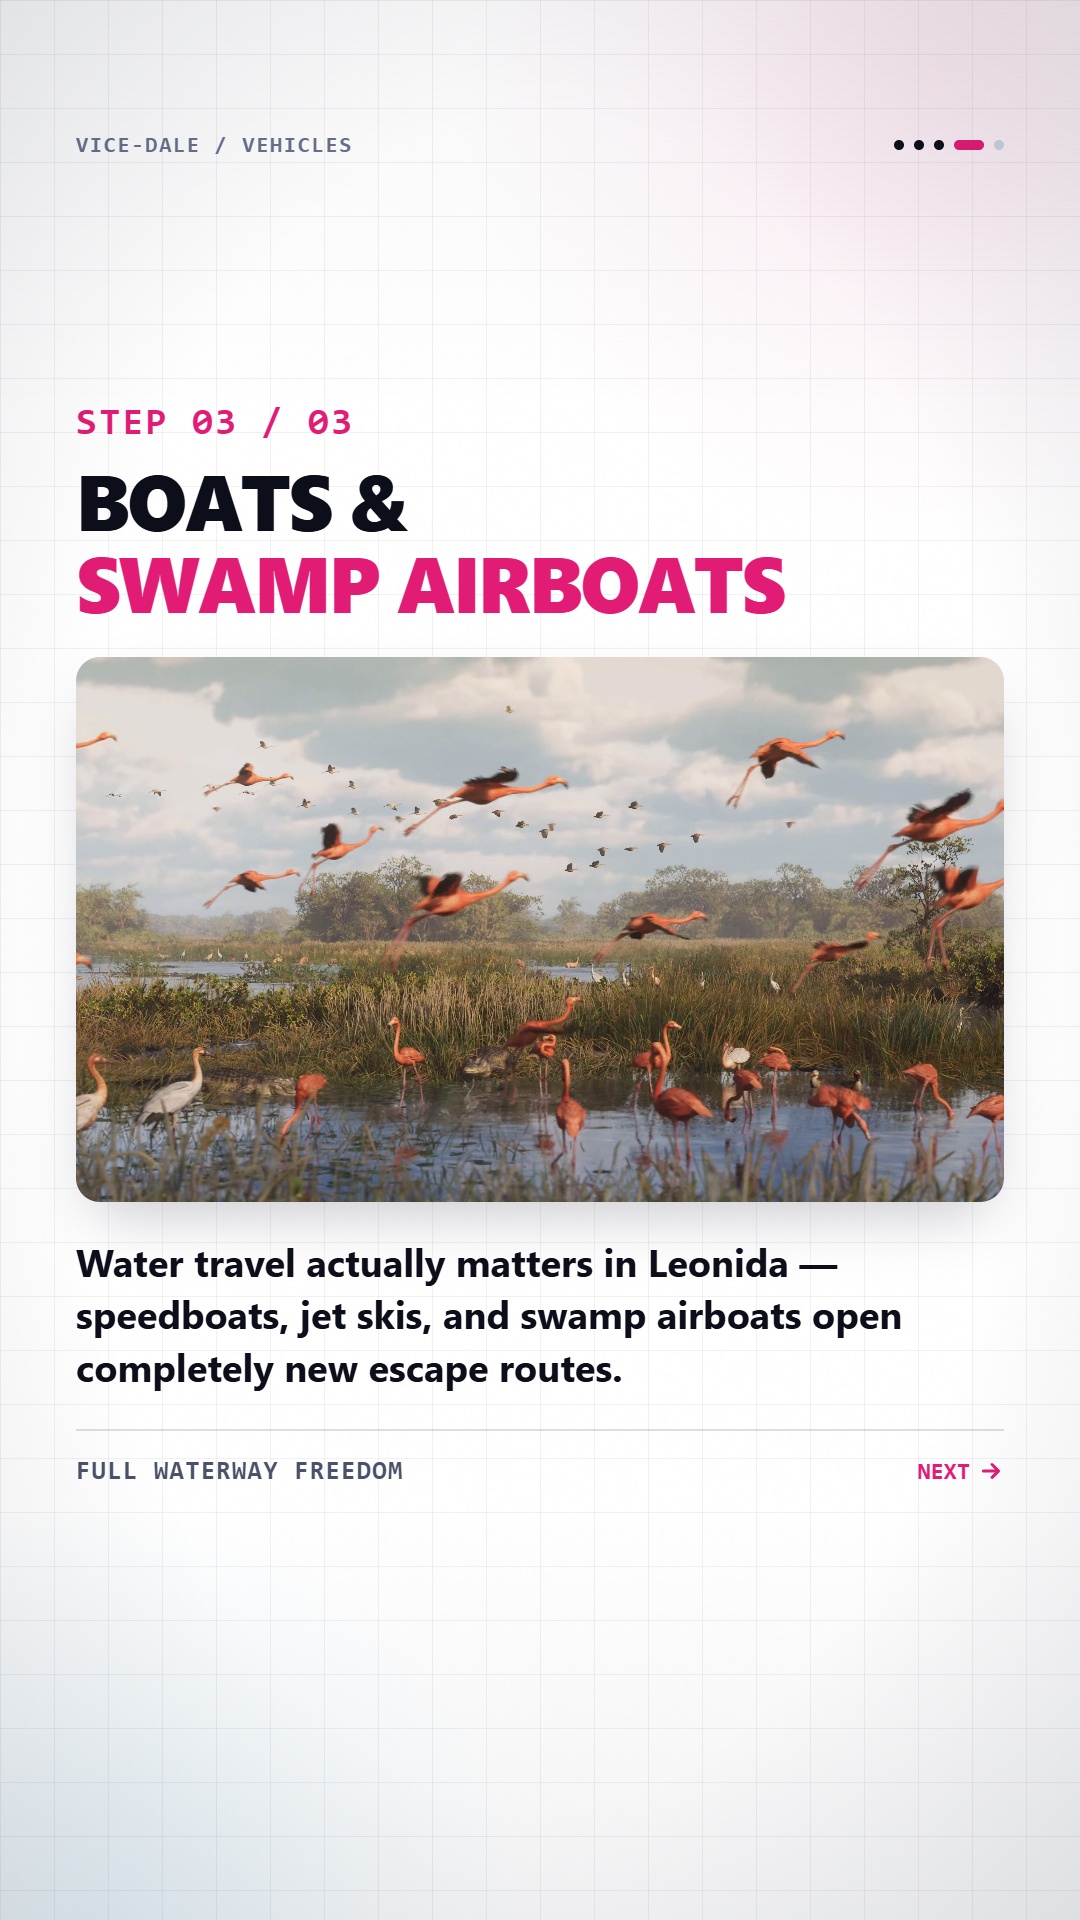 VICE-DALE / VEHICLES
STEP 03 / 03
BOATS &
SWAMP AIRBOATS
Water travel actually matters in Leonida —
speedboats, jet skis, and swamp airboats open
completely new escape routes.
FULL WATERWAY FREEDOM
NEXT →